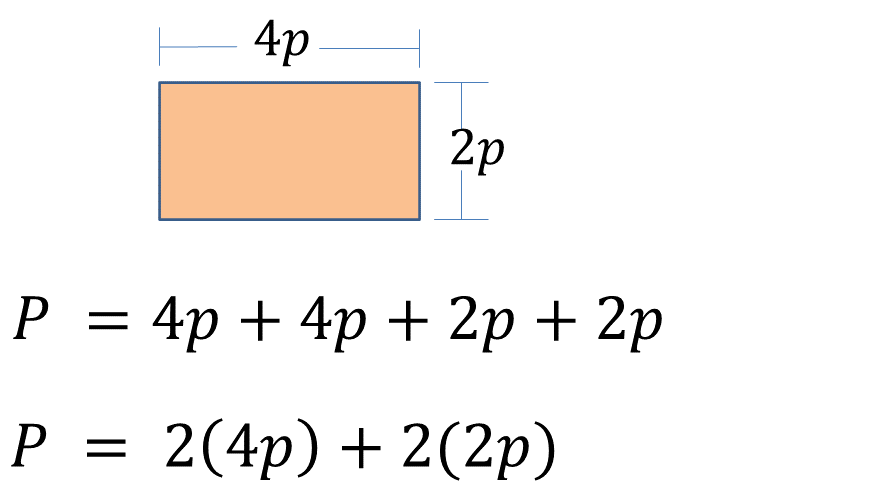 4p
2p
P = 4p + 4p + 2p + 2p
P = 2(4p) + 2(2p)